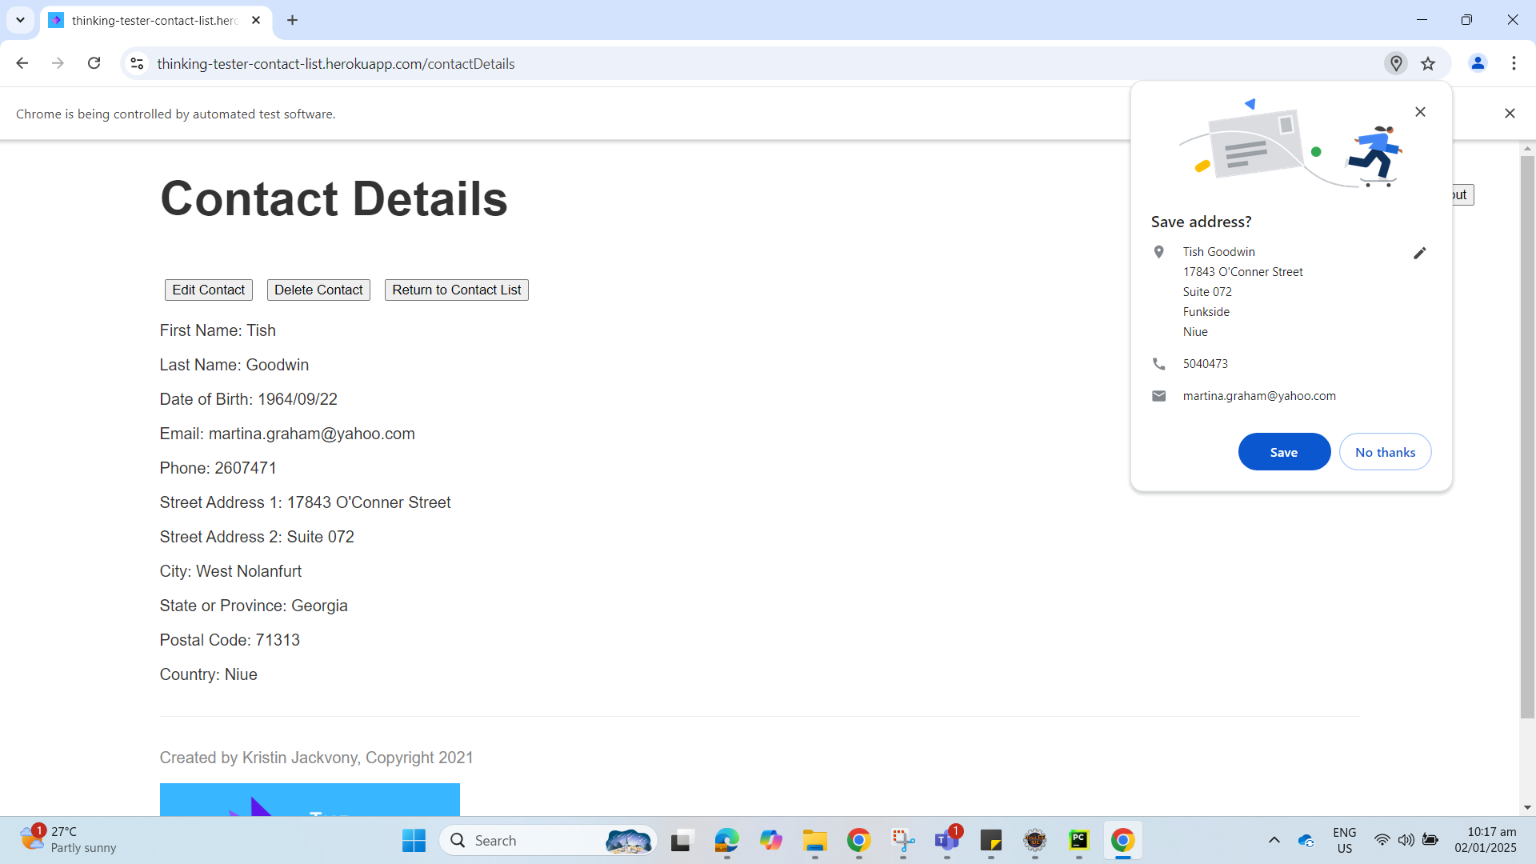 thinking-tester-contact-list.herc
thinking-tester-contact-list.herokuapp.com/contactDetails
Chrome is being controlled by automated test software.
Contact Details
Edit Contact
Delete Contact
Return to Contact List
First Name: Tish
Last Name: Goodwin
Date of Birth: 1964/09/22
Email: martina.graham@yahoo.com
Phone: 2607471
Street Address 1: 17843 O'Conner Street
Street Address 2: Suite 072
City: West Nolanfurt
State or Province: Georgia
Postal Code: 71313
Country: Niue
Created by Kristin Jackvony, Copyright 2021
Save address?
Tish Goodwin
17843 O'Conner Street
Suite 072
Funkside
Niue
5040473
martina.graham@yahoo.com
Save
No thanks
1
27°C
Partly sunny
Search
1
PC
ENG
US
10:17 am
02/01/2025